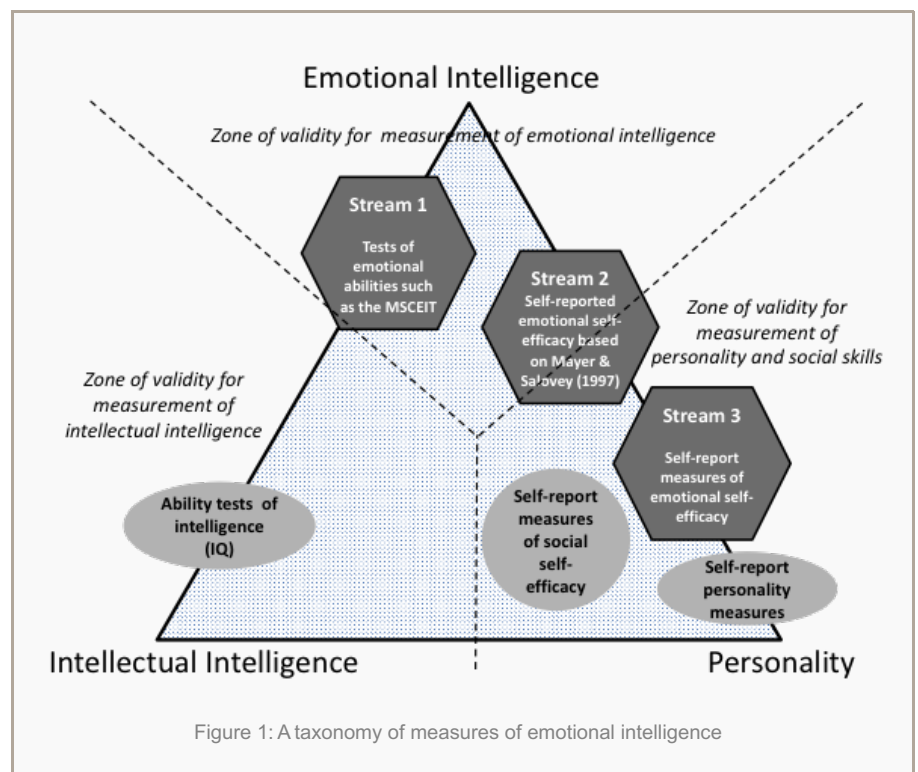 Emotional Intelligence
Zone of validity for measurement of emotional intelligence
Stream 1
Tests of
emotional
abilities such
as the MSCEIT
Stream 2
Self-reported
emotional self-
efficacy based
on Mayer &
Salovey (1997)
Zone of validity for
measurement of
personality and social skills
Zone of validity for
measurement of
intellectual intelligence
Stream 3
Self-report
measures of
emotional self-
efficacy
Ability tests of
intelligence
(IQ)
Self-report
measures
of social
self-
efficacy
Self-report
personality
measures
Intellectual Intelligence
Personality
Figure 1: A taxonomy of measures of emotional intelligence